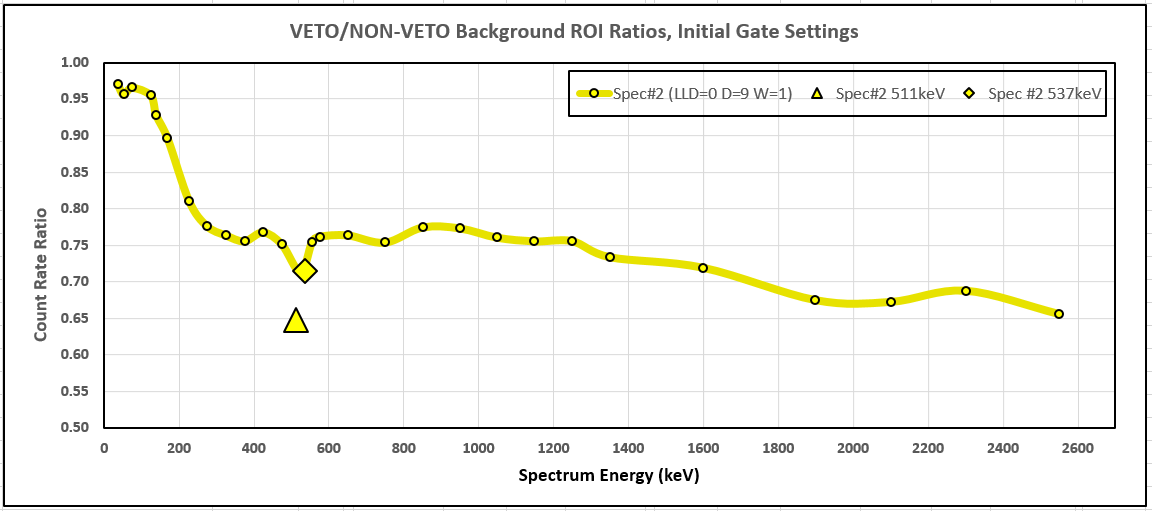 VETO/NON-VETO Background ROI Ratios, Initial Gate Settings
Spec#2 (LLD=0 D=9 W=1) Spec#2 511keV Spec #2 537keV
Count Rate Ratio
1.00
0.95
0.90
0.85
0.80
0.75
0.70
0.65
0.60
0.55
0.50
0 200 400 600 800 1000 1200 1400 1600 1800 2000 2200 2400 2600
Spectrum Energy (keV)